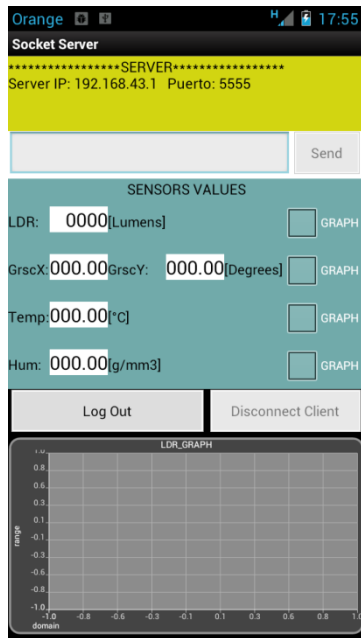 Orange H 17:55
Socket Server
*****************SERVER*****************
Server IP: 192.168.43.1 Puerto: 5555
Send
SENSORS VALUES
LDR: 0000[Lumens] GRAPH
GrscX:000.00GrscY: 000.00[Degrees] GRAPH
Temp:000.00[°C] GRAPH
Hum: 000.00[g/mm3] GRAPH
Log Out Disconnect Client
LDR_GRAPH
1.0
0.8
0.6
0.3
0.1
-0.1
-0.3
-0.6
-0.8
-1.0
range
-1.0 -0.8 -0.6 -0.3 -0.1 0.1 0.3 0.6 0.8 1.0
domain